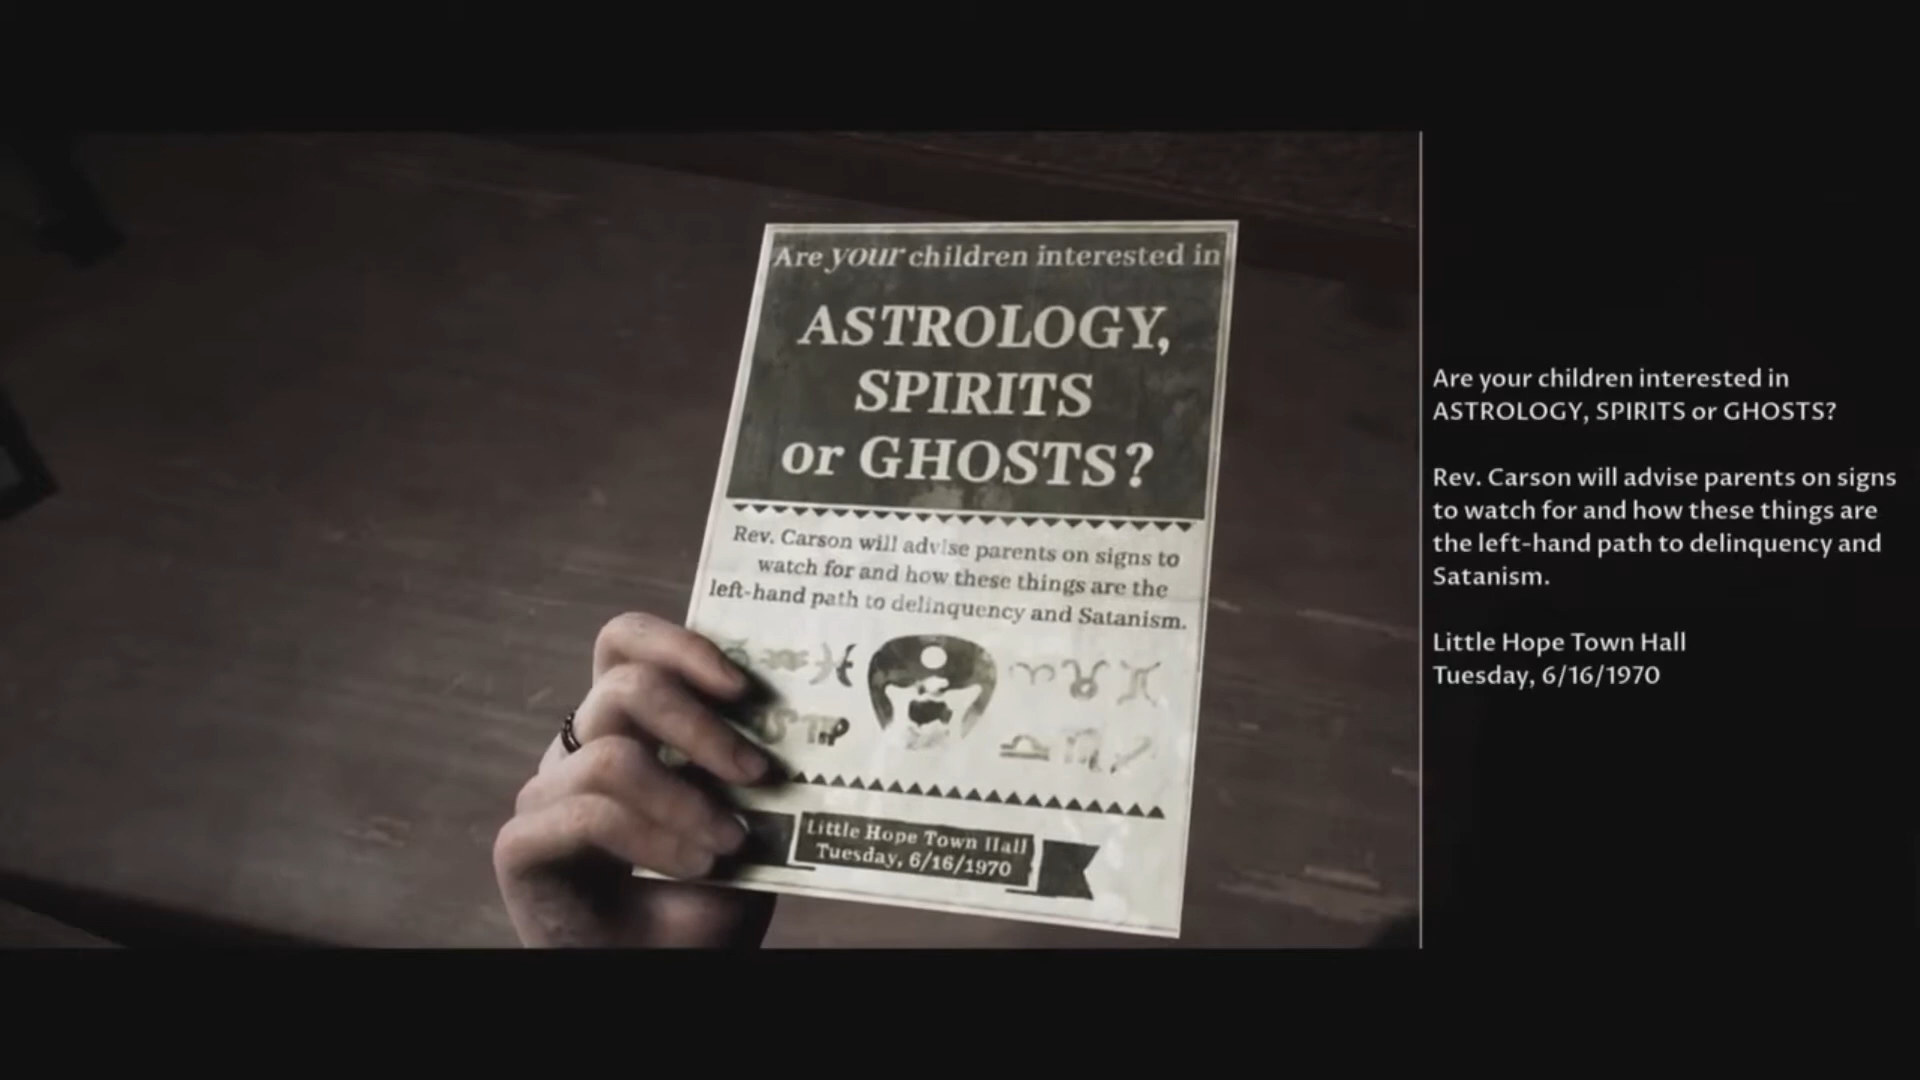 Are your children interested in
ASTROLOGY,
SPIRITS
or GHOSTS?
Rev. Carson will advise parents on signs to
watch for and how these things are the
left-hand path to delinquency and Satanism.
Little Hope Town Hall
Tuesday, 6/16/1970
Are your children interested in
ASTROLOGY, SPIRITS or GHOSTS?
Rev. Carson will advise parents on signs
to watch for and how these things are
the left-hand path to delinquency and
Satanism.
Little Hope Town Hall
Tuesday, 6/16/1970